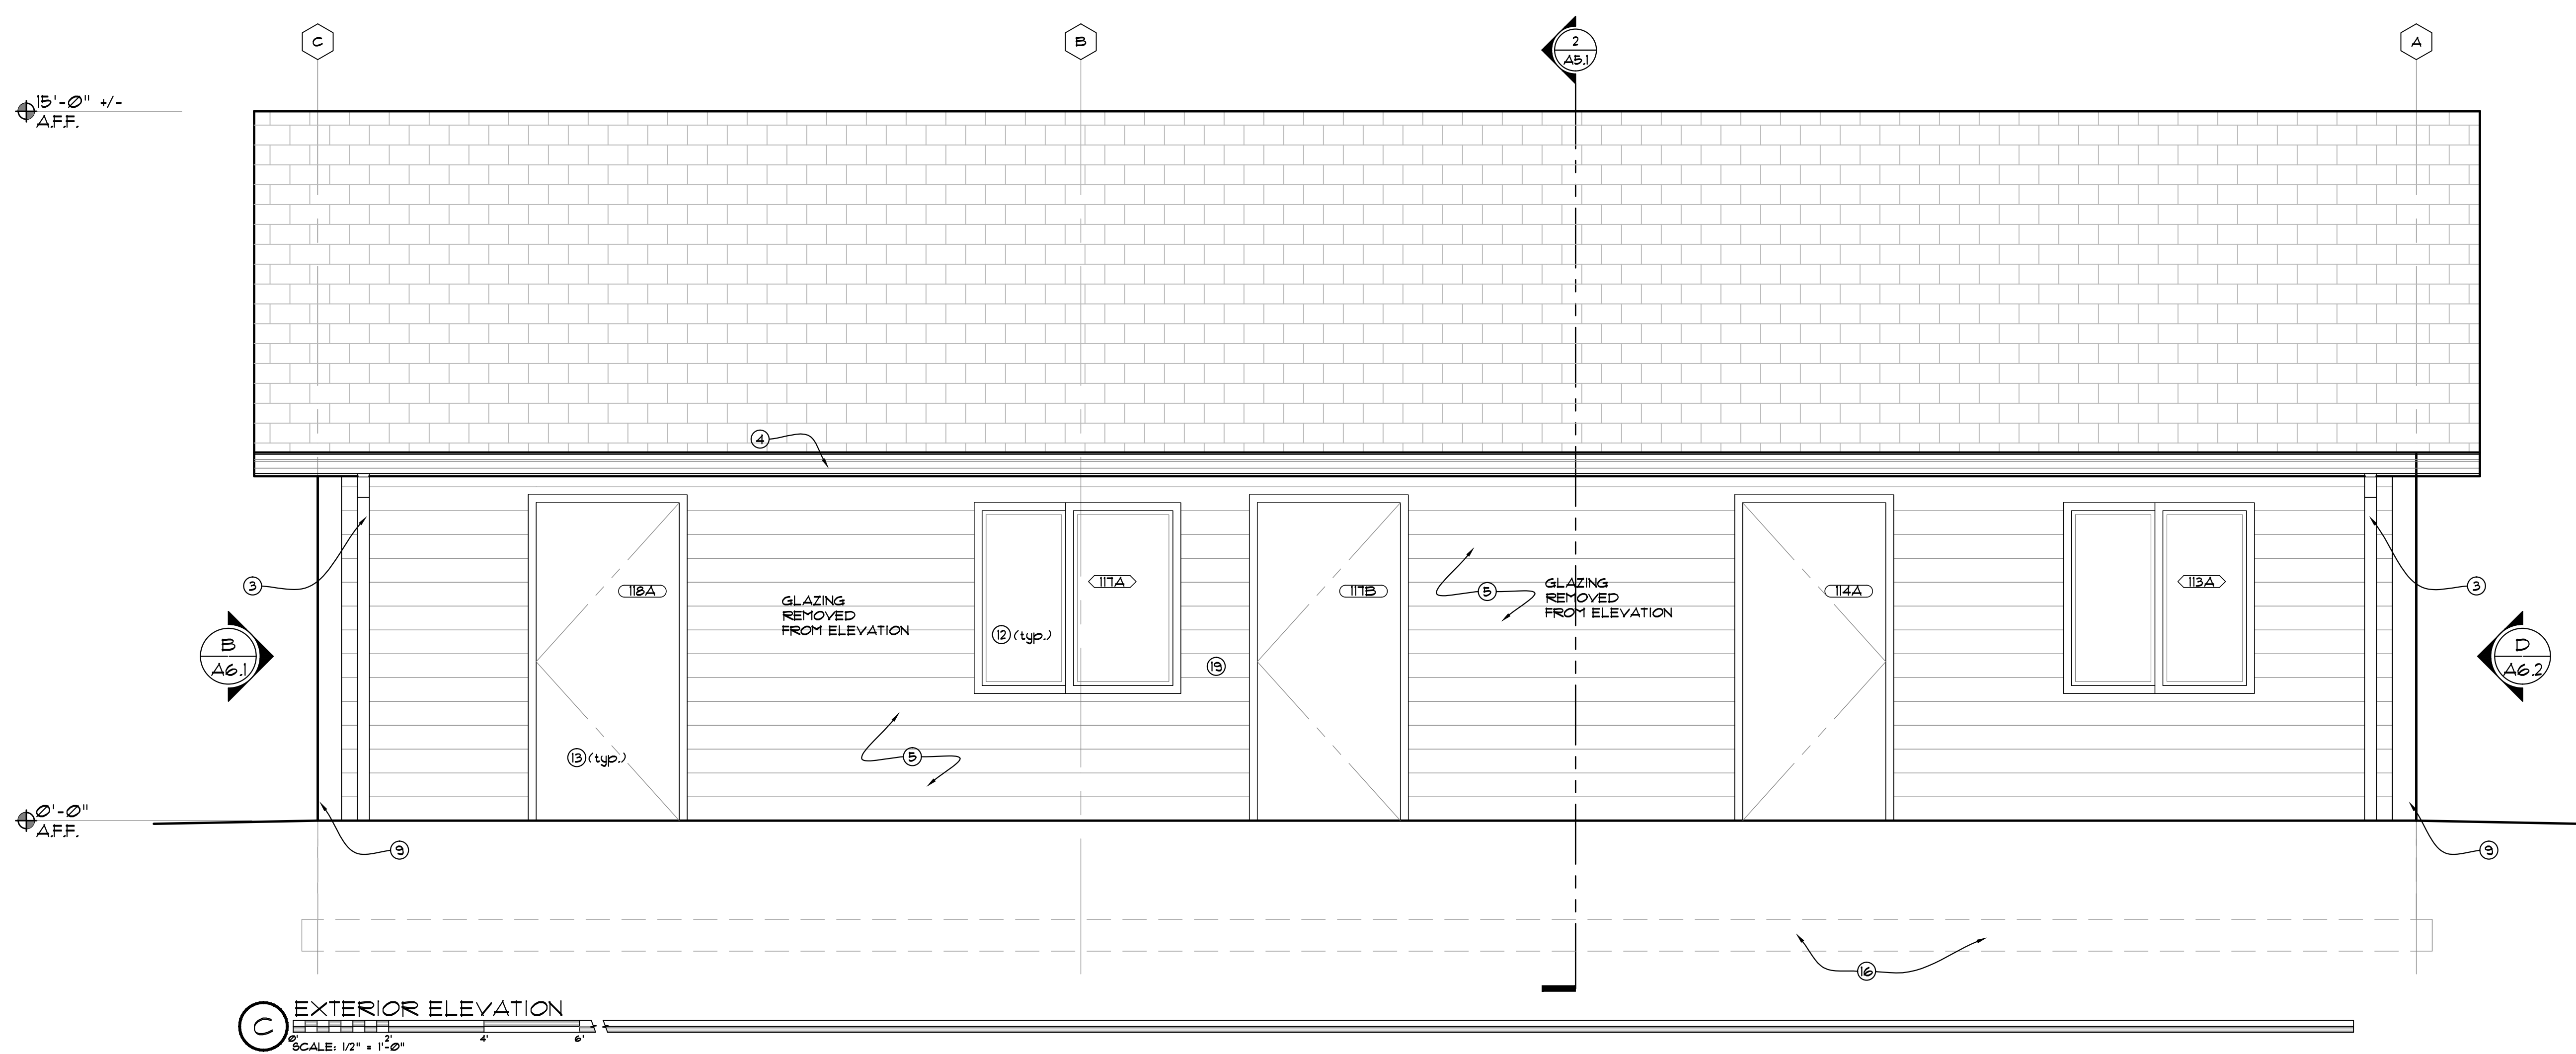 C
B
2
A5.1
A
15'-0" +/-
A.F.F.
4
3
118A
GLAZING
REMOVED
FROM ELEVATION
117A
12 (typ.)
19
117B
5
GLAZING
REMOVED
FROM ELEVATION
114A
113A
3
B
A6.1
D
A6.2
13 (typ.)
5
0'-0"
A.F.F.
9
9
16
C
EXTERIOR ELEVATION
0' 2' 4' 6'
SCALE: 1/2" = 1'-0"